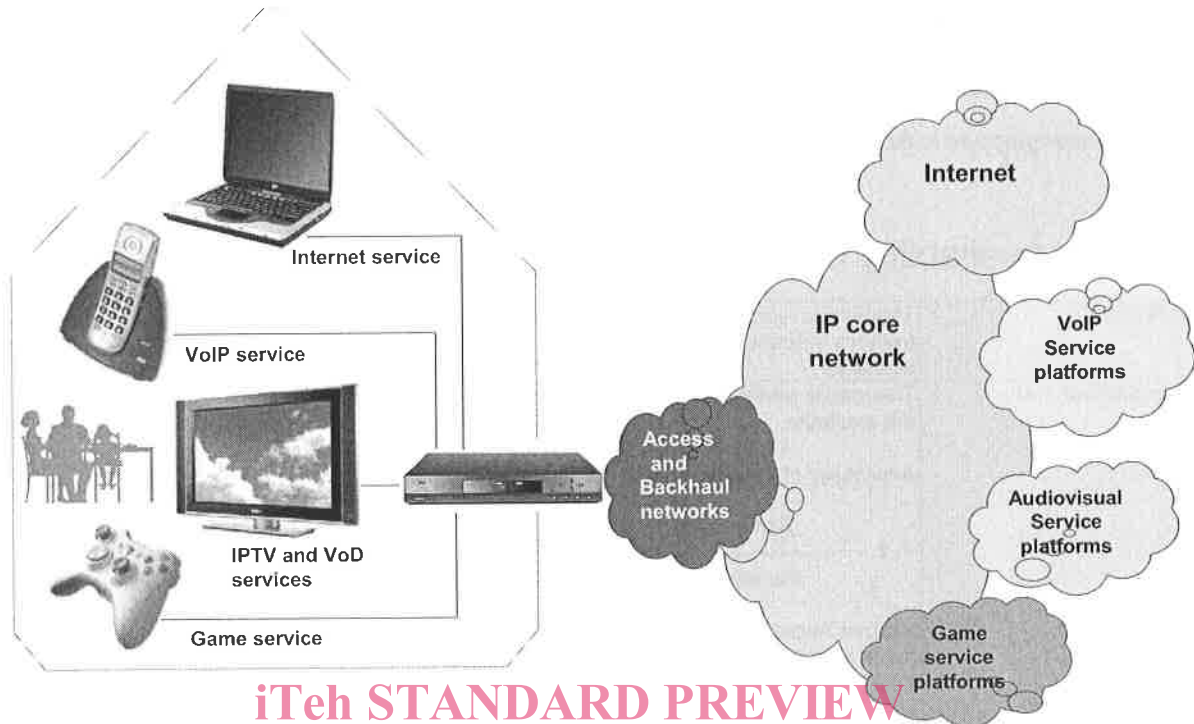 Internet
Internet service
VoIP service
IPTV and VoD
services
Game service
Access
and
Backhaul
networks
IP core
network
VoIP
Service
platforms
Audiovisual
Service
platforms
Game
service
platforms
iTeh STANDARD PREVIEW